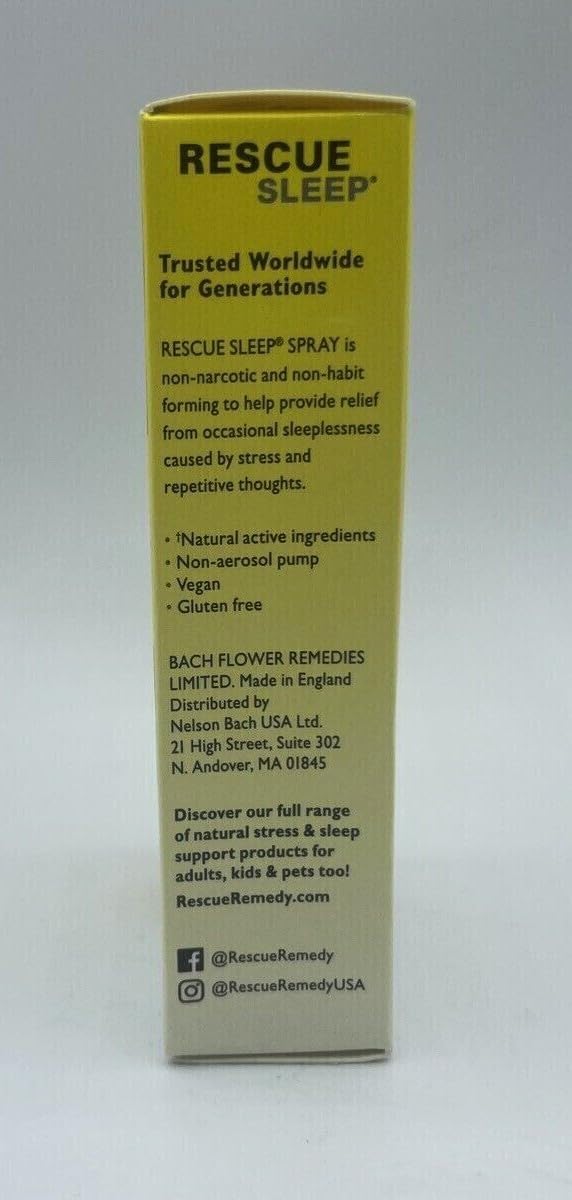 RESCUE
SLEEP®
Trusted Worldwide
for Generations
RESCUE SLEEP® SPRAY is
non-narcotic and non-habit
forming to help provide relief
from occasional sleeplessness
caused by stress and
repetitive thoughts.
• †Natural active ingredients
• Non-aerosol pump
• Vegan
• Gluten free
BACH FLOWER REMEDIES
LIMITED. Made in England
Distributed by
Nelson Bach USA Ltd.
21 High Street, Suite 302
N. Andover, MA 01845
Discover our full range
of natural stress & sleep
support products for
adults, kids & pets too!
RescueRemedy.com
@RescueRemedy
@RescueRemedyUSA